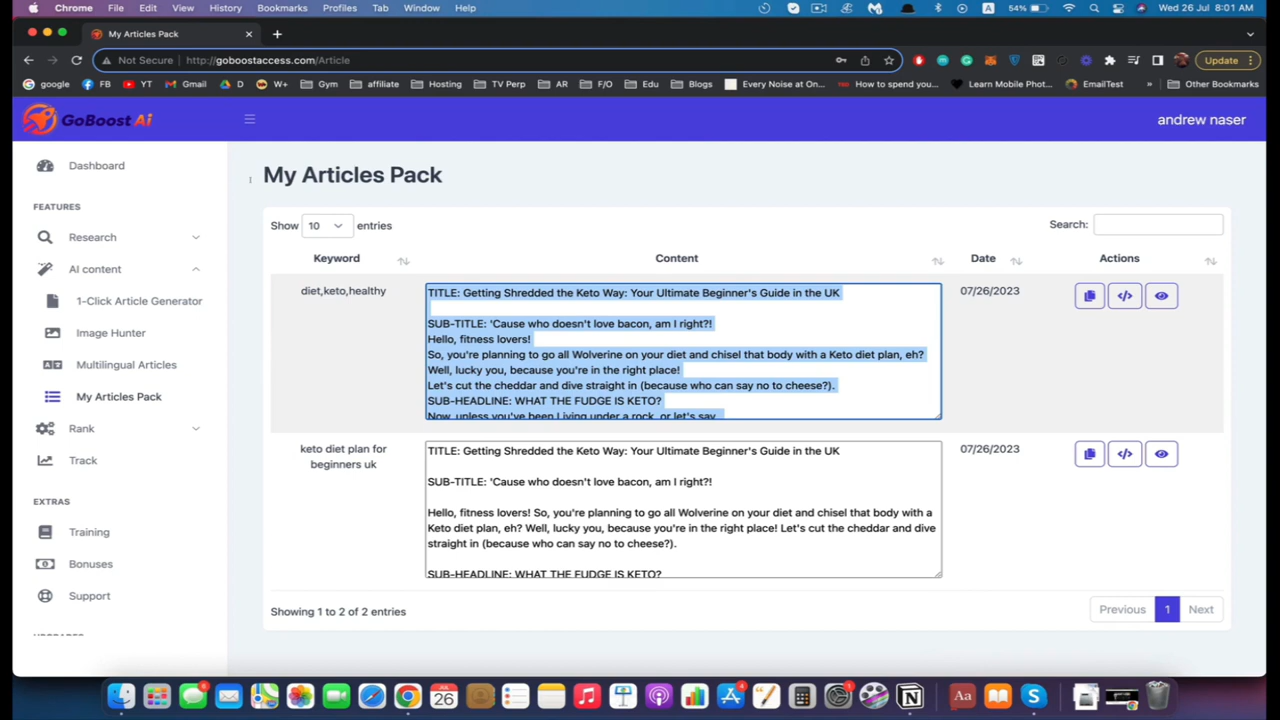 Chrome File Edit View History Bookmarks Profiles Tab Window Help
A 54% Wed 26 Jul 8:01 AM
My Articles Pack
Not Secure http://goboostaccess.com/Article
Update
google FB YT Gmail D W+ Gym affiliate Hosting TV Perp AR F/O Edu Blogs Every Noise at On... How to spend you... Learn Mobile Phot... EmailTest » Other Bookmarks
GoBoost Ai
andrew naser
Dashboard
FEATURES
Research
AI content
1-Click Article Generator
Image Hunter
Multilingual Articles
My Articles Pack
Rank
Track
EXTRAS
Training
Bonuses
Support
My Articles Pack
Show 10 entries
Search:
Keyword Content Date Actions
diet,keto,healthy
TITLE: Getting Shredded the Keto Way: Your Ultimate Beginner's Guide in the UK
SUB-TITLE: 'Cause who doesn't love bacon, am I right?!
Hello, fitness lovers!
So, you're planning to go all Wolverine on your diet and chisel that body with a Keto diet plan, eh?
Well, lucky you, because you're in the right place!
Let's cut the cheddar and dive straight in (because who can say no to cheese?).
SUB-HEADLINE: WHAT THE FUDGE IS KETO?
Now, unless you've been Living under a rock, or let's say
07/26/2023
keto diet plan for
beginners uk
TITLE: Getting Shredded the Keto Way: Your Ultimate Beginner's Guide in the UK
SUB-TITLE: 'Cause who doesn't love bacon, am I right?!
Hello, fitness lovers! So, you're planning to go all Wolverine on your diet and chisel that body with a
Keto diet plan, eh? Well, lucky you, because you're in the right place! Let's cut the cheddar and dive
straight in (because who can say no to cheese?).
SUB-HEADLINE: WHAT THE FUDGE IS KETO?
07/26/2023
Showing 1 to 2 of 2 entries
Previous 1 Next